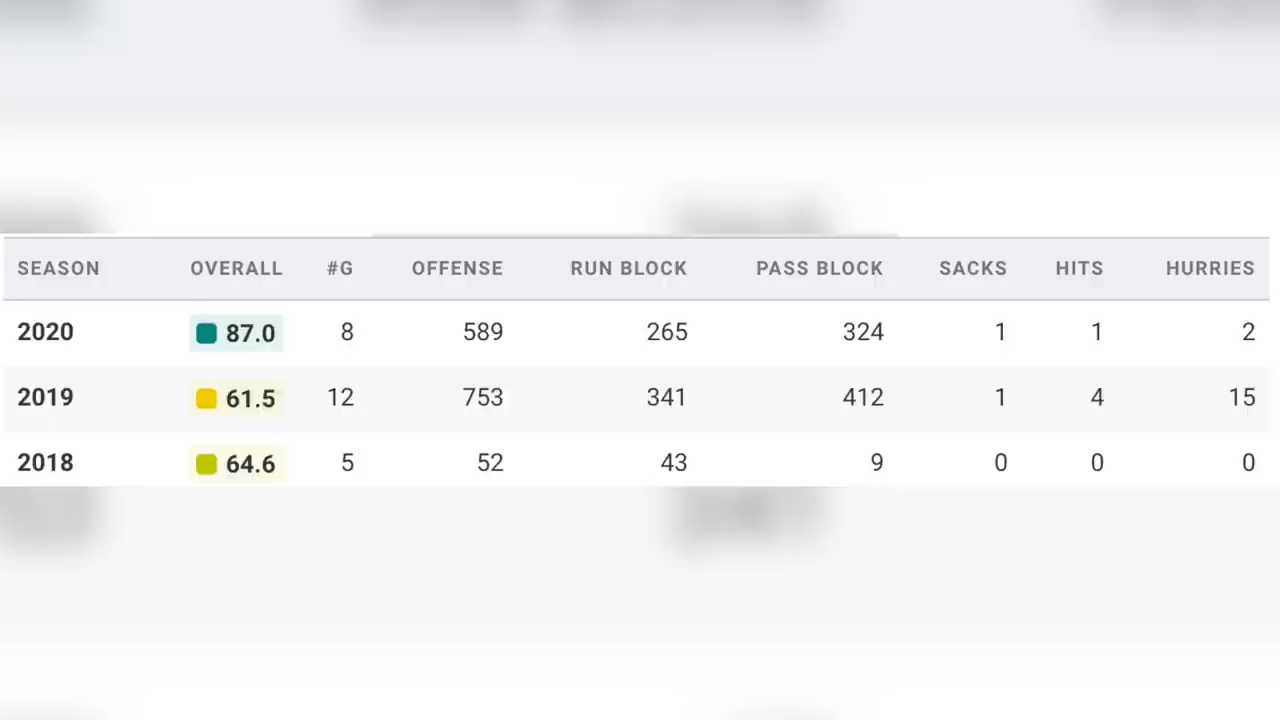 SEASON OVERALL #G OFFENSE RUN BLOCK PASS BLOCK SACKS HITS HURRIES
2020 87.0 8 589 265 324 1 1 2
2019 61.5 12 753 341 412 1 4 15
2018 64.6 5 52 43 9 0 0 0